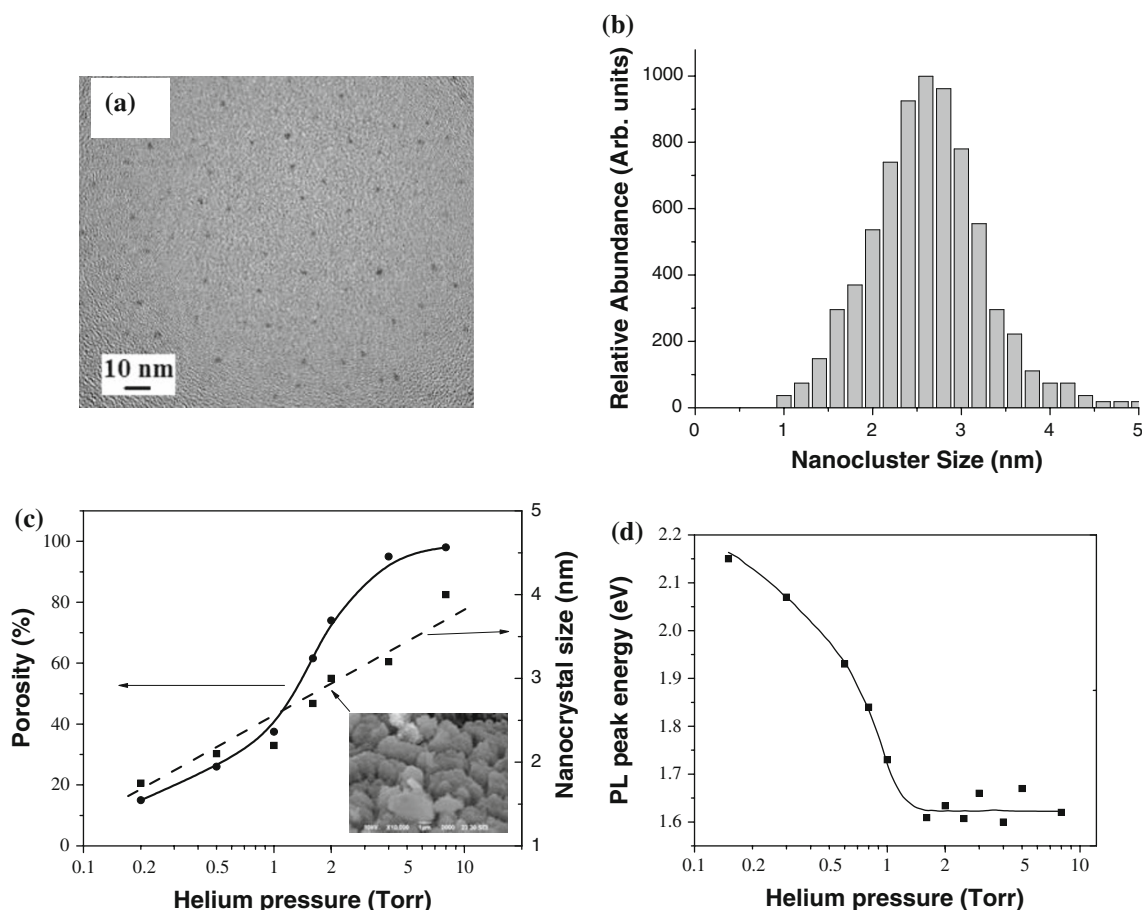 (a)
10 nm
(b)
Relative Abundance (Arb. units)
1000
800
600
400
200
0
0 1 2 3 4 5
Nanocluster Size (nm)
(c)
Porosity (%)
100
80
60
40
20
0
5
4
3
2
1
Nanocrystal size (nm)
0.1 0.2 0.5 1 2 5 10
Helium pressure (Torr)
(d)
PL peak energy (eV)
2.2
2.1
2.0
1.9
1.8
1.7
1.6
0.1 0.2 0.5 1 2 5 10
Helium pressure (Torr)